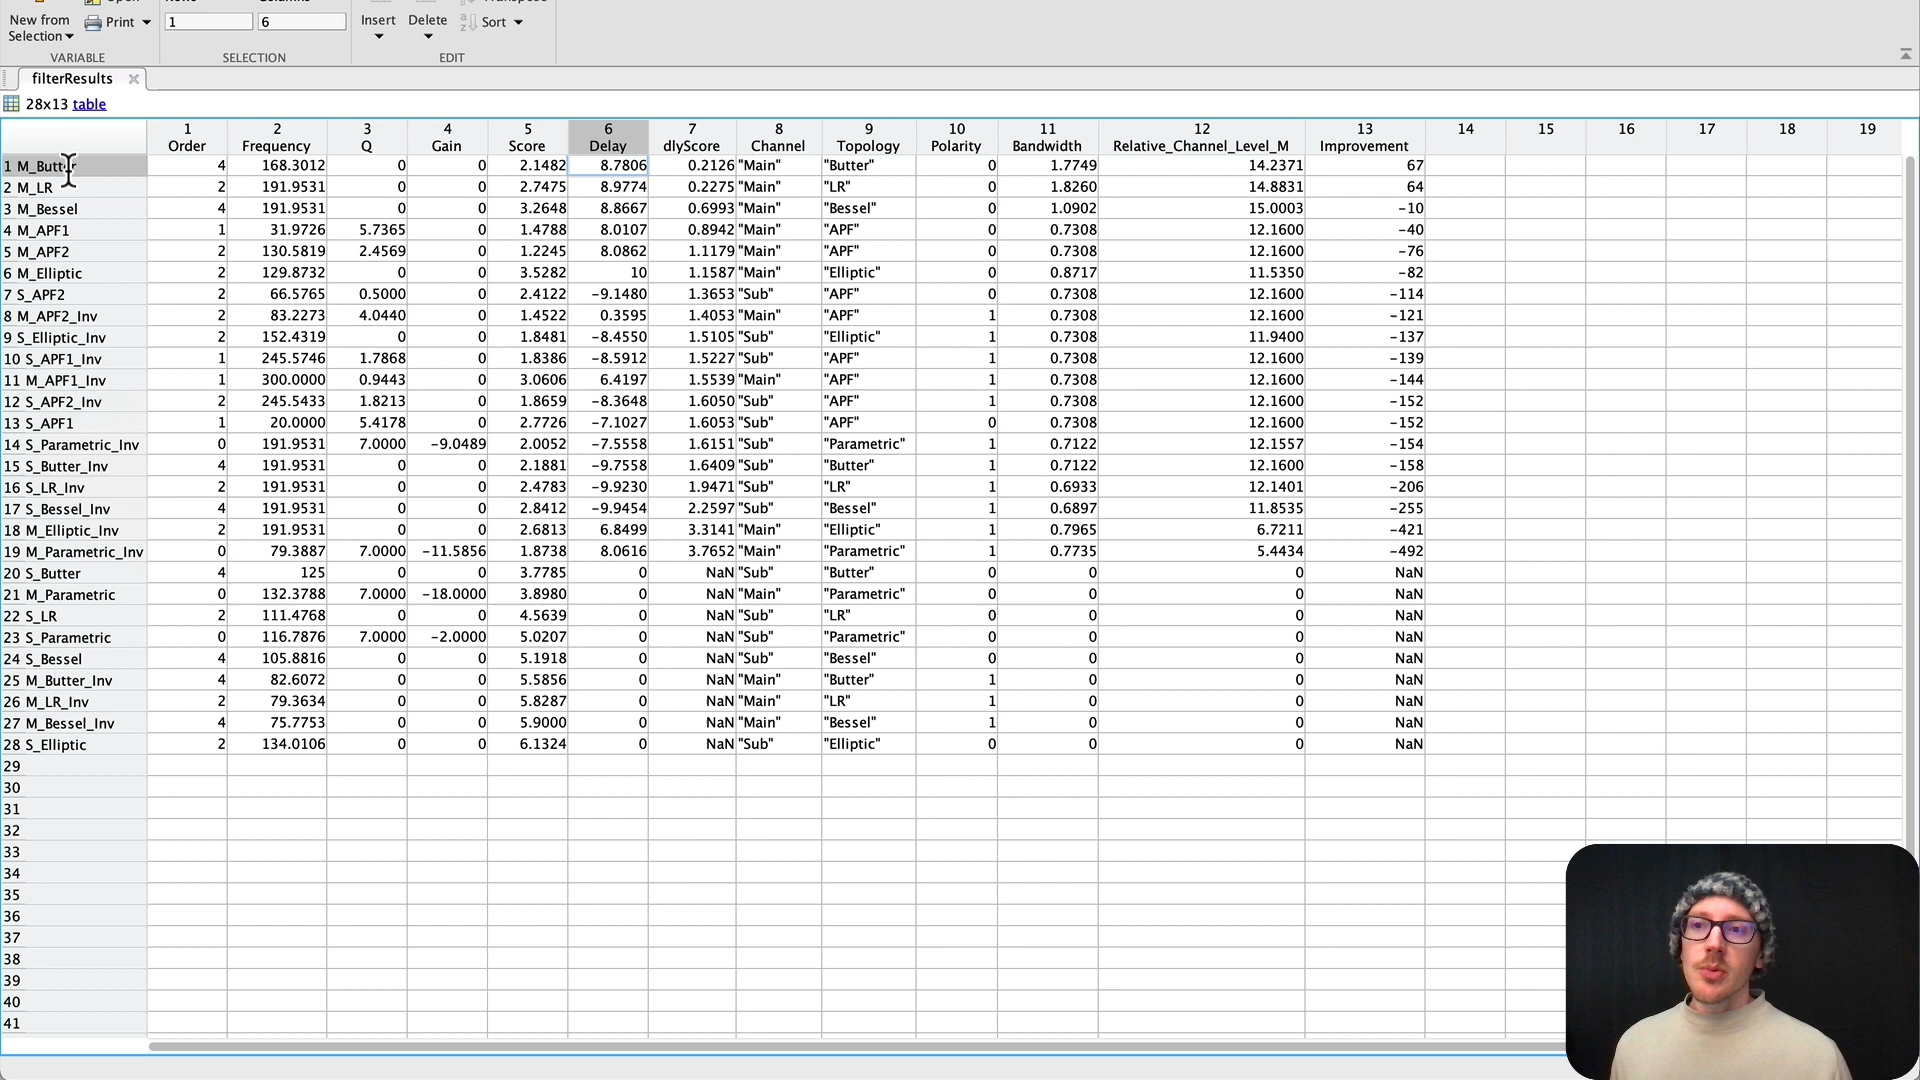 New from
Selection
Print
1
6
Insert
Delete
Sort
VARIABLE SELECTION EDIT
filterResults
28x13 table
1 2 3 4 5 6 7 8 9 10 11 12 13 14 15 16 17 18 19
Order Frequency Q Gain Score Delay dlyScore Channel Topology Polarity Bandwidth Relative_Channel_Level_M Improvement
1 M_Butter 4 168.3012 0 0 2.1482 8.7806 0.2126 "Main" "Butter" 0 1.7749 14.2371 67
2 M_LR 2 191.9531 0 0 2.7475 8.9774 0.2275 "Main" "LR" 0 1.8260 14.8831 64
3 M_Bessel 4 191.9531 0 0 3.2648 8.8667 0.6993 "Main" "Bessel" 0 1.0902 15.0003 -10
4 M_APF1 1 31.9726 5.7365 0 1.4788 8.0107 0.8942 "Main" "APF" 0 0.7308 12.1600 -40
5 M_APF2 2 130.5819 2.4569 0 1.2245 8.0862 1.1179 "Main" "APF" 0 0.7308 12.1600 -76
6 M_Elliptic 2 129.8732 0 0 3.5282 10 1.1587 "Main" "Elliptic" 0 0.8717 11.5350 -82
7 S_APF2 2 66.5765 0.5000 0 2.4122 -9.1480 1.3653 "Sub" "APF" 0 0.7308 12.1600 -114
8 M_APF2_Inv 2 83.2273 4.0440 0 1.4522 0.3595 1.4053 "Main" "APF" 1 0.7308 12.1600 -121
9 S_Elliptic_Inv 2 152.4319 0 0 1.8481 -8.4550 1.5105 "Sub" "Elliptic" 1 0.7308 11.9400 -137
10 S_APF1_Inv 1 245.5746 1.7868 0 1.8386 -8.5912 1.5227 "Sub" "APF" 1 0.7308 12.1600 -139
11 M_APF1_Inv 1 300.0000 0.9443 0 3.0606 6.4197 1.5539 "Main" "APF" 1 0.7308 12.1600 -144
12 S_APF2_Inv 2 245.5433 1.8213 0 1.8659 -8.3648 1.6050 "Sub" "APF" 1 0.7308 12.1600 -152
13 S_APF1 1 20.0000 5.4178 0 2.7726 -7.1027 1.6053 "Sub" "APF" 0 0.7308 12.1600 -152
14 S_Parametric_Inv 0 191.9531 7.0000 -9.0489 2.0052 -7.5558 1.6151 "Sub" "Parametric" 1 0.7122 12.1557 -154
15 S_Butter_Inv 4 191.9531 0 0 2.1881 -9.7558 1.6409 "Sub" "Butter" 1 0.7122 12.1600 -158
16 S_LR_Inv 2 191.9531 0 0 2.4783 -9.9230 1.9471 "Sub" "LR" 1 0.6933 12.1401 -206
17 S_Bessel_Inv 4 191.9531 0 0 2.8412 -9.9454 2.2597 "Sub" "Bessel" 1 0.6897 11.8535 -255
18 M_Elliptic_Inv 2 191.9531 0 0 2.6813 6.8499 3.3141 "Main" "Elliptic" 1 0.7965 6.7211 -421
19 M_Parametric_Inv 0 79.3887 7.0000 -11.5856 1.8738 8.0616 3.7652 "Main" "Parametric" 1 0.7735 5.4434 -492
20 S_Butter 4 125 0 0 3.7785 0 NaN "Sub" "Butter" 0 0 0 NaN
21 M_Parametric 0 132.3788 7.0000 -18.0000 3.8980 0 NaN "Main" "Parametric" 0 0 0 NaN
22 S_LR 2 111.4768 0 0 4.5639 0 NaN "Sub" "LR" 0 0 0 NaN
23 S_Parametric 0 116.7876 7.0000 -2.0000 5.0207 0 NaN "Sub" "Parametric" 0 0 0 NaN
24 S_Bessel 4 105.8816 0 0 5.1918 0 NaN "Sub" "Bessel" 0 0 0 NaN
25 M_Butter_Inv 4 82.6072 0 0 5.5856 0 NaN "Main" "Butter" 1 0 0 NaN
26 M_LR_Inv 2 79.3634 0 0 5.8287 0 NaN "Main" "LR" 1 0 0 NaN
27 M_Bessel_Inv 4 75.7753 0 0 5.9000 0 NaN "Main" "Bessel" 1 0 0 NaN
28 S_Elliptic 2 134.0106 0 0 6.1324 0 NaN "Sub" "Elliptic" 0 0 0 NaN
29
30
31
32
33
34
35
36
37
38
39
40
41